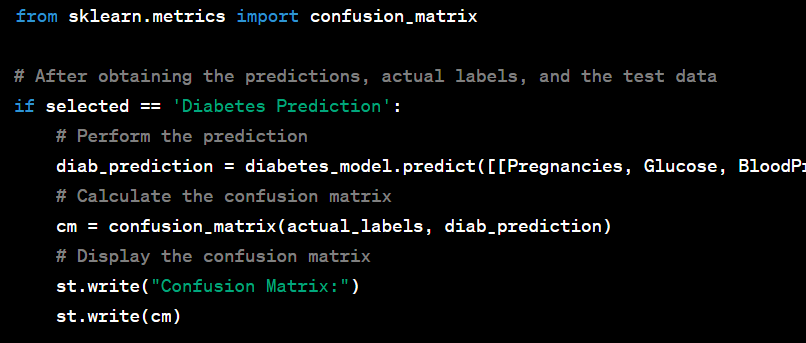 from sklearn.metrics import confusion_matrix
# After obtaining the predictions, actual labels, and the test data
if selected == 'Diabetes Prediction':
# Perform the prediction
diab_prediction = diabetes_model.predict([[Pregnancies, Glucose, BloodPr
# Calculate the confusion matrix
cm = confusion_matrix(actual_labels, diab_prediction)
# Display the confusion matrix
st.write("Confusion Matrix:")
st.write(cm)